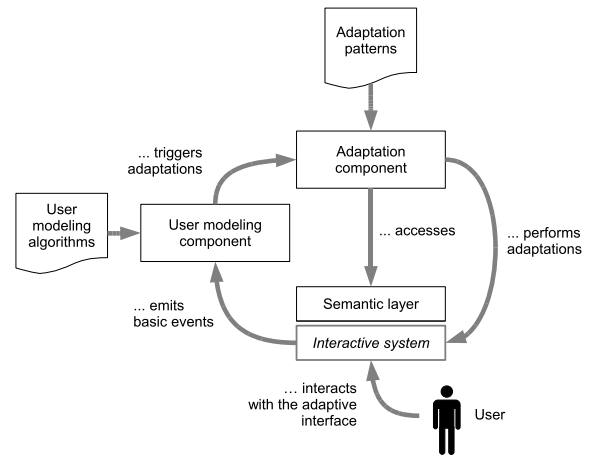 Adaptation
patterns
... triggers
adaptations
Adaptation
component
User
modeling
algorithms
User modeling
component
... accesses
... performs
adaptations
... emits
basic events
Semantic layer
Interactive system
… interacts
with the adaptive
interface
User